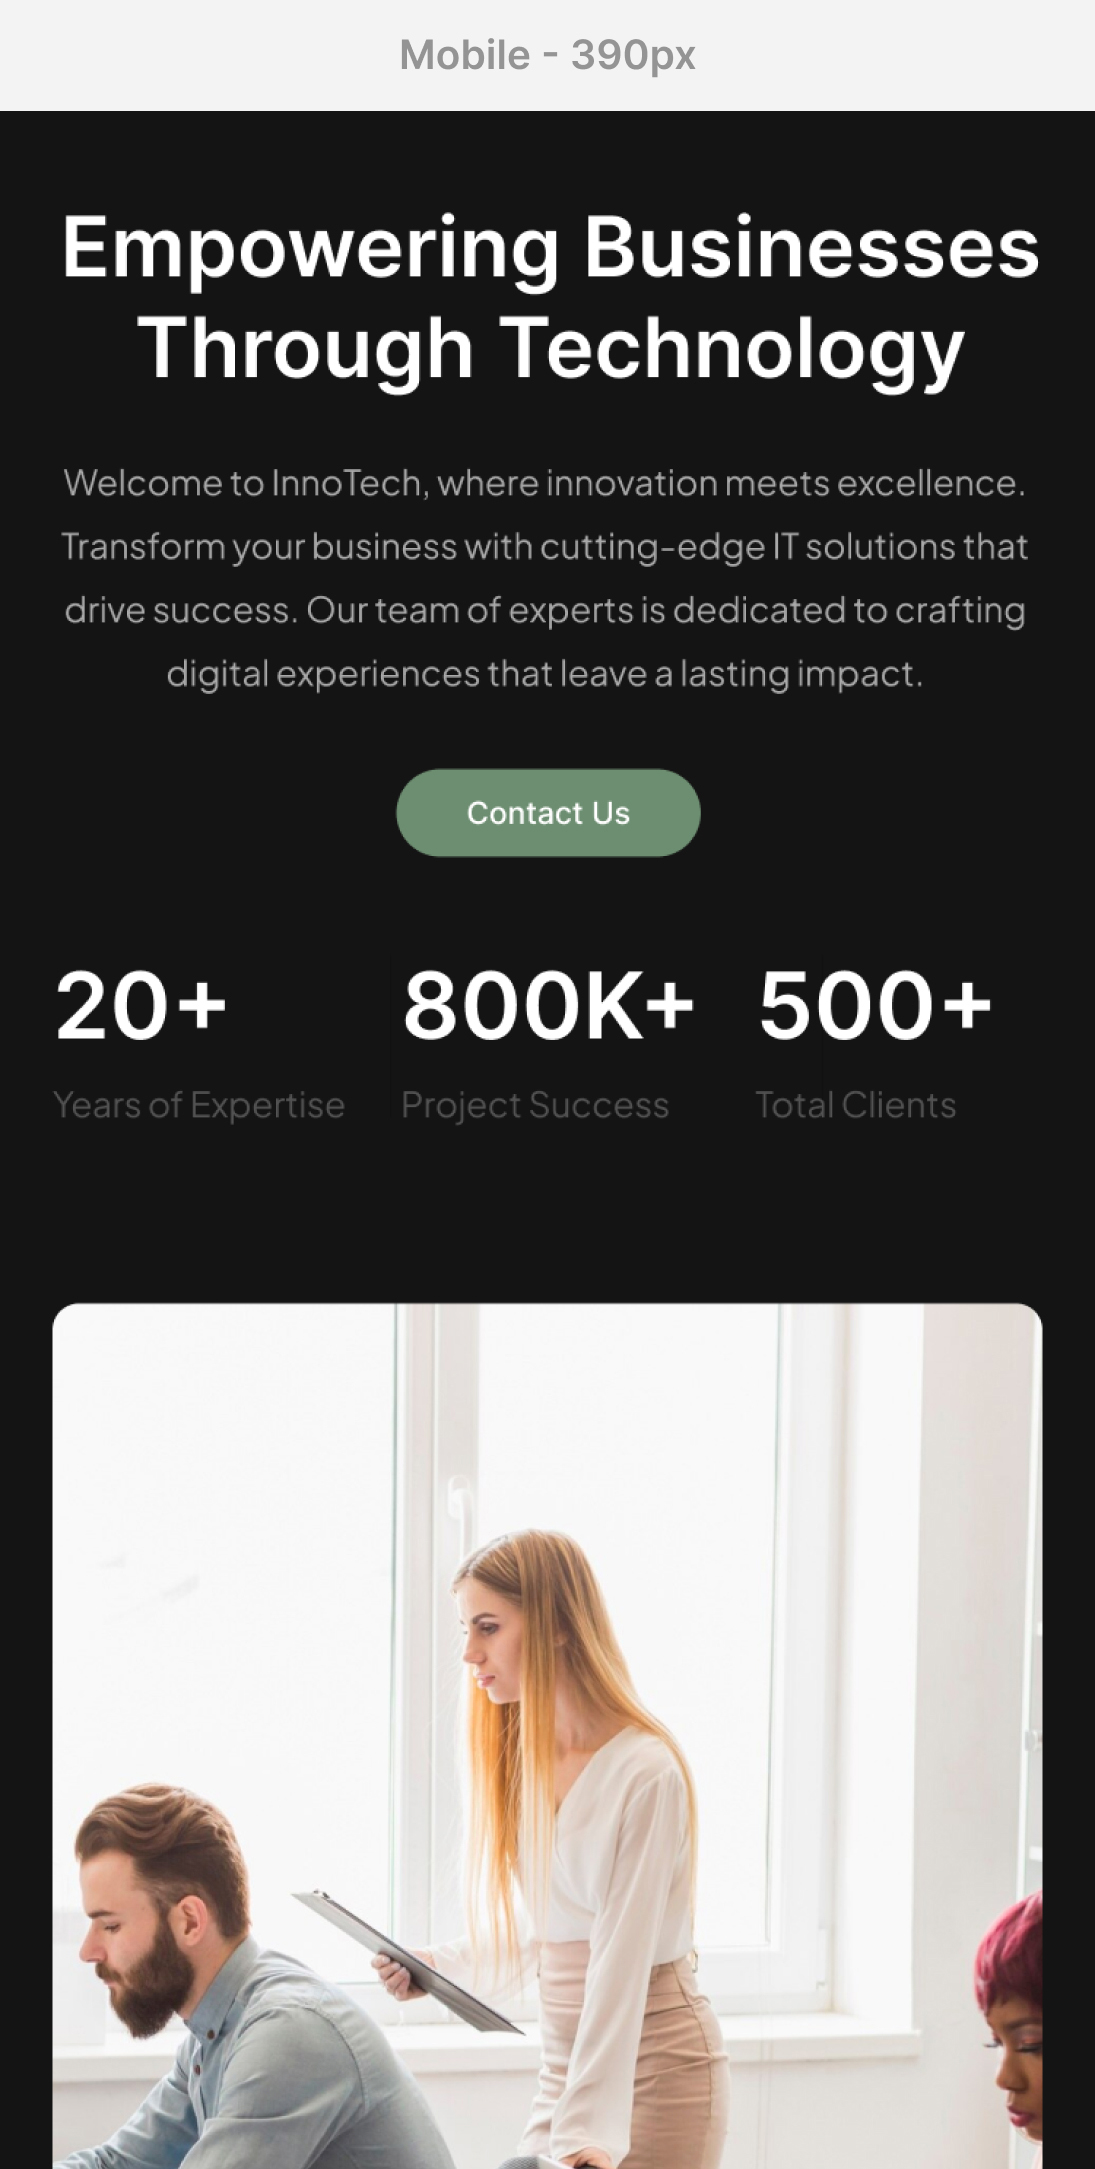 Mobile - 390px
Empowering Businesses
Through Technology
Welcome to InnoTech, where innovation meets excellence.
Transform your business with cutting-edge IT solutions that
drive success. Our team of experts is dedicated to crafting
digital experiences that leave a lasting impact.
Contact Us
20+ 800K+ 500+
Years of Expertise Project Success Total Clients